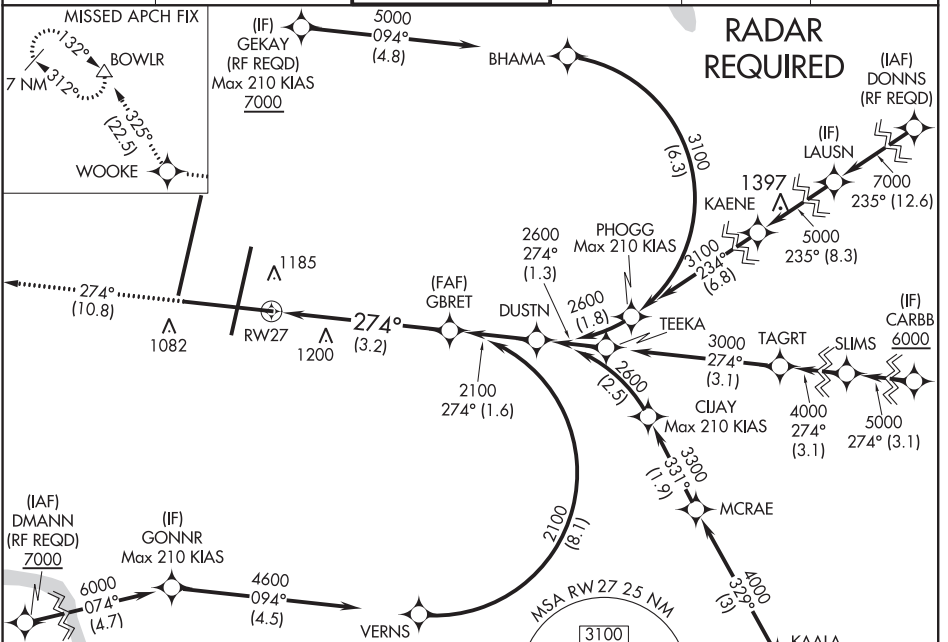 MISSED APCH FIX
132°
BOWLR
7 NM
312°
325°
(22.5)
WOOKE
(IF)
GEKAY
(RF REQD)
Max 210 KIAS
7000
5000
094°
(4.8)
BHAMA
3100
(6.3)
RADAR
REQUIRED
(IAF)
DONNS
(RF REQD)
(IF)
LAUSN
7000
235° (12.6)
1397
KAENE
5000
235° (8.3)
3100
234°
(6.8)
PHOGG
Max 210 KIAS
2600
274°
(1.3)
2600
(1.8)
DUSTN
TEEKA
(FAF)
GBRET
1185
274°
(10.8)
1082
RW27
1200
274°
(3.2)
2100
274° (1.6)
3000
274°
(3.1)
TAGRT
SLIMS
(IF)
CARBB
6000
4000
274°
(3.1)
5000
274° (3.1)
2600
(2.5)
CIJAY
Max 210 KIAS
3300
331°
(1.9)
MCRAE
4000
329°
(3)
KAALA
2100
(8.1)
(IAF)
DMANN
(RF REQD)
7000
6000
074°
(4.7)
(IF)
GONNR
Max 210 KIAS
4600
094°
(4.5)
VERNS
MSA RW 27 25 NM
3100